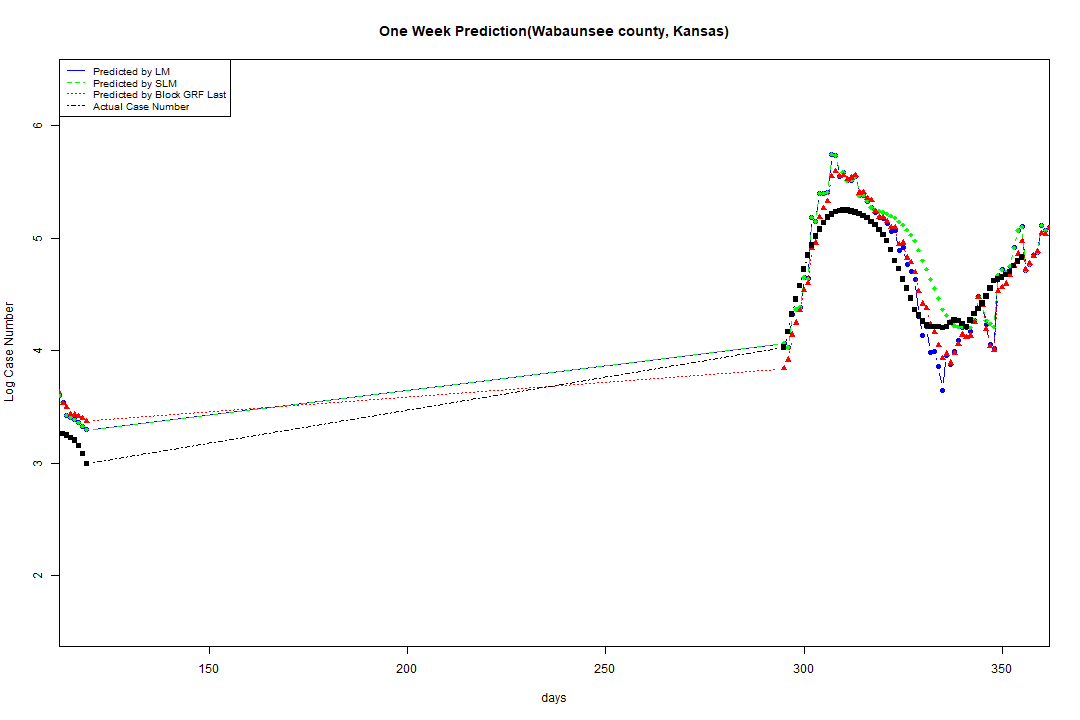 One Week Prediction(Wabaunsee county, Kansas)
Predicted by LM
Predicted by SLM
Predicted by Block GRF Last
Actual Case Number
Log Case Number
6
5
4
3
2
150 200 250 300 350
days